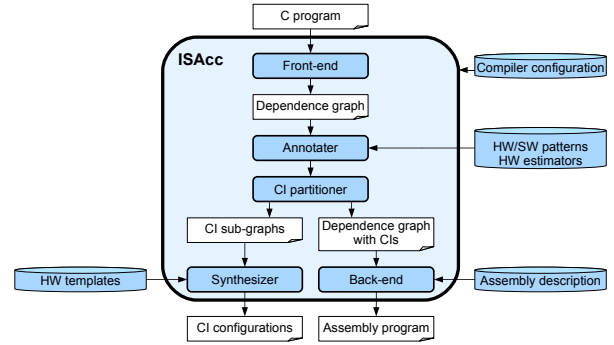 C program
ISAcc
Front-end
Compiler configuration
Dependence graph
Annotater
HW/SW patterns
HW estimators
CI partitioner
CI sub-graphs
Dependence graph
with CIs
HW templates
Synthesizer
Back-end
Assembly description
CI configurations
Assembly program